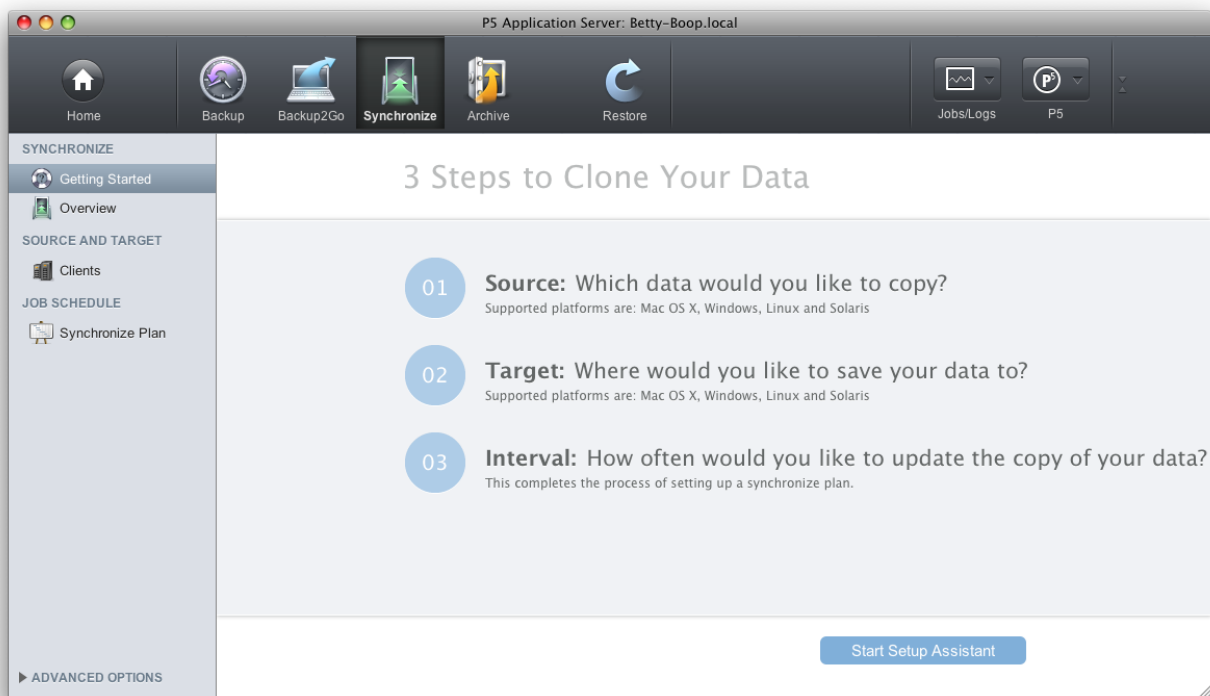 P5 Application Server: Betty-Boop.local
Home
Backup
Backup2Go
Synchronize
Archive
Restore
Jobs/Logs
P5
P5
SYNCHRONIZE
Getting Started
Overview
SOURCE AND TARGET
Clients
JOB SCHEDULE
Synchronize Plan
ADVANCED OPTIONS
3 Steps to Clone Your Data
01
Source: Which data would you like to copy?
Supported platforms are: Mac OS X, Windows, Linux and Solaris
02
Target: Where would you like to save your data to?
Supported platforms are: Mac OS X, Windows, Linux and Solaris
03
Interval: How often would you like to update the copy of your data?
This completes the process of setting up a synchronize plan.
Start Setup Assistant